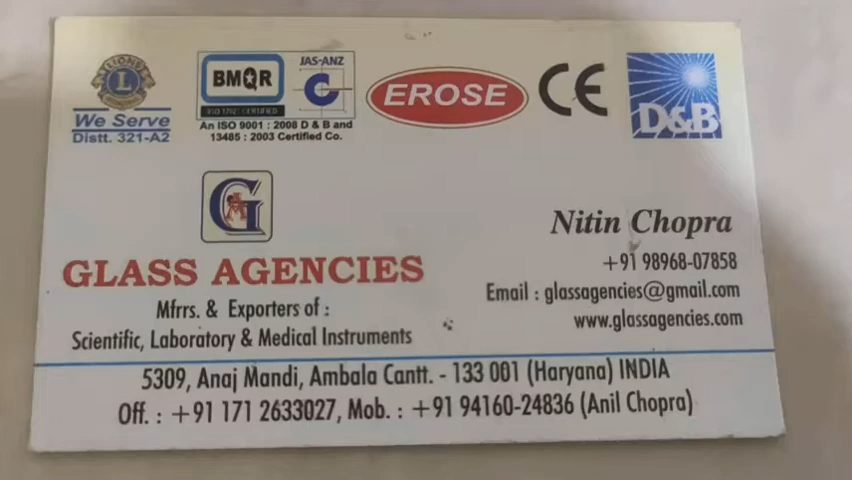 LIONS
L
INTERNATIONAL
We Serve
Distt. 321-A2
BMQR
JAS-ANZ
An ISO 9001 : 2008 D & B and
13485 : 2003 Certified Co.
EROSE
CE
D&B
G
GLASS AGENCIES
Mfrrs. & Exporters of :
Scientific, Laboratory & Medical Instruments
Nitin Chopra
+91 98968-07858
Email : glassagencies@gmail.com
www.glassagencies.com
5309, Anaj Mandi, Ambala Cantt. - 133 001 (Haryana) INDIA
Off. : +91 171 2633027, Mob. : +91 94160-24836 (Anil Chopra)